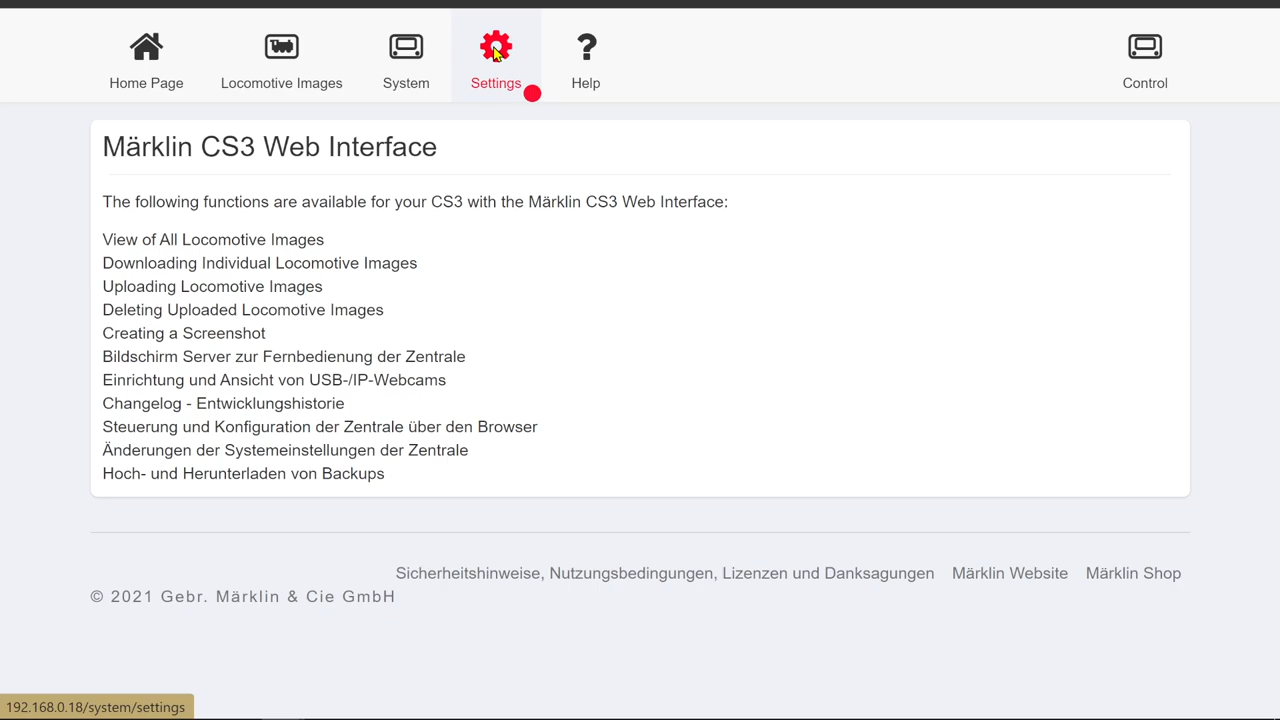 Home Page
Locomotive Images
System
Settings
Help
Control
Märklin CS3 Web Interface
The following functions are available for your CS3 with the Märklin CS3 Web Interface:
View of All Locomotive Images
Downloading Individual Locomotive Images
Uploading Locomotive Images
Deleting Uploaded Locomotive Images
Creating a Screenshot
Bildschirm Server zur Fernbedienung der Zentrale
Einrichtung und Ansicht von USB-/IP-Webcams
Changelog - Entwicklungshistorie
Steuerung und Konfiguration der Zentrale über den Browser
Änderungen der Systemeinstellungen der Zentrale
Hoch- und Herunterladen von Backups
Sicherheitshinweise, Nutzungsbedingungen, Lizenzen und Danksagungen Märklin Website Märklin Shop
© 2021 Gebr. Märklin & Cie GmbH
192.168.0.18/system/settings